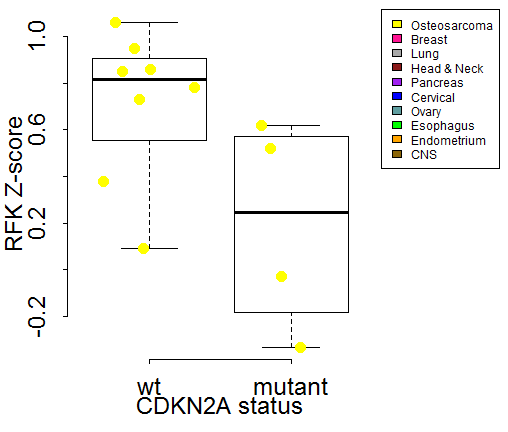 1.0
0.6
0.2
-0.2
RFK Z-score
wt
mutant
CDKN2A status
Osteosarcoma
Breast
Lung
Head & Neck
Pancreas
Cervical
Ovary
Esophagus
Endometrium
CNS